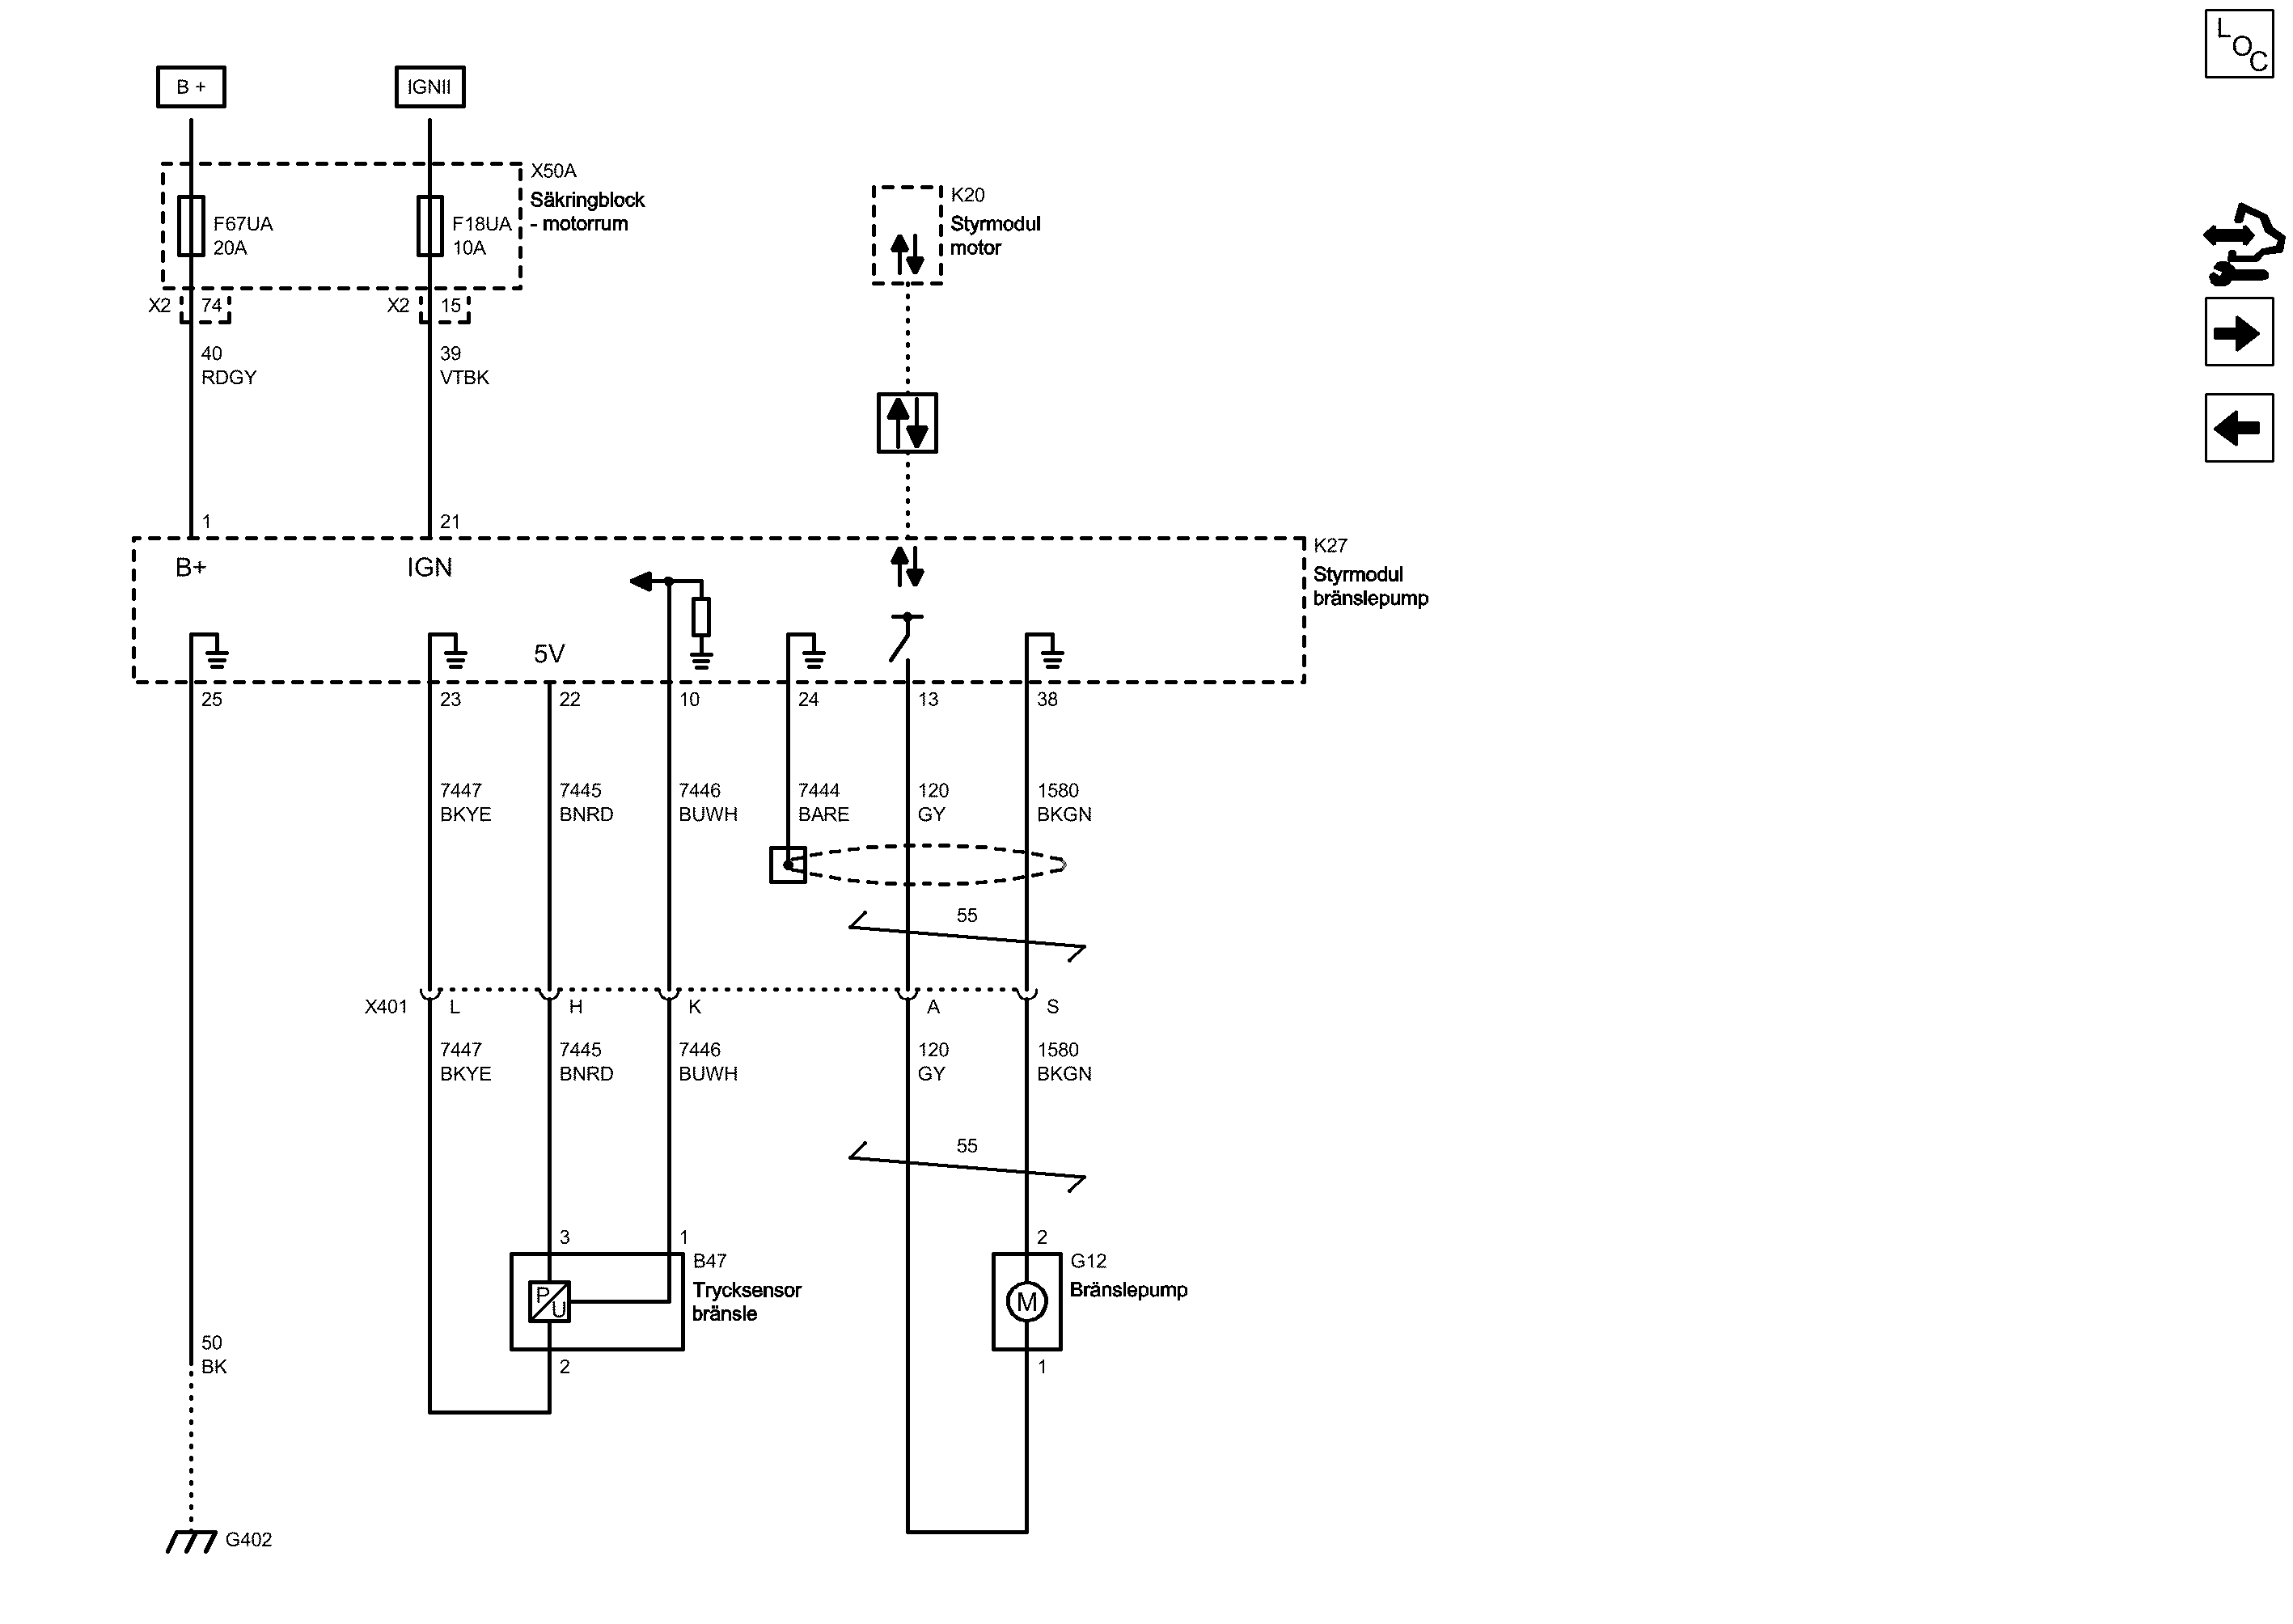 L
O
C
B + IGNII
X50A
Säkringblock
- motorrum
F67UA
20A
F18UA
10A
K20
Styrmodul
motor
X2 74 X2 15
40
RDGY
39
VTBK
1 21
K27
Styrmodul
bränslepump
B+ IGN
5V
25 23 22 10 24 13 38
7447
BKYE
7445
BNRD
7446
BUWH
7444
BARE
120
GY
1580
BKGN
55
X401 L H K A S
7447
BKYE
7445
BNRD
7446
BUWH
120
GY
1580
BKGN
55
3 1 2
B47
Trycksensor
bränsle
P
U
G12
Bränslepump
M
50
BK
2 1
G402